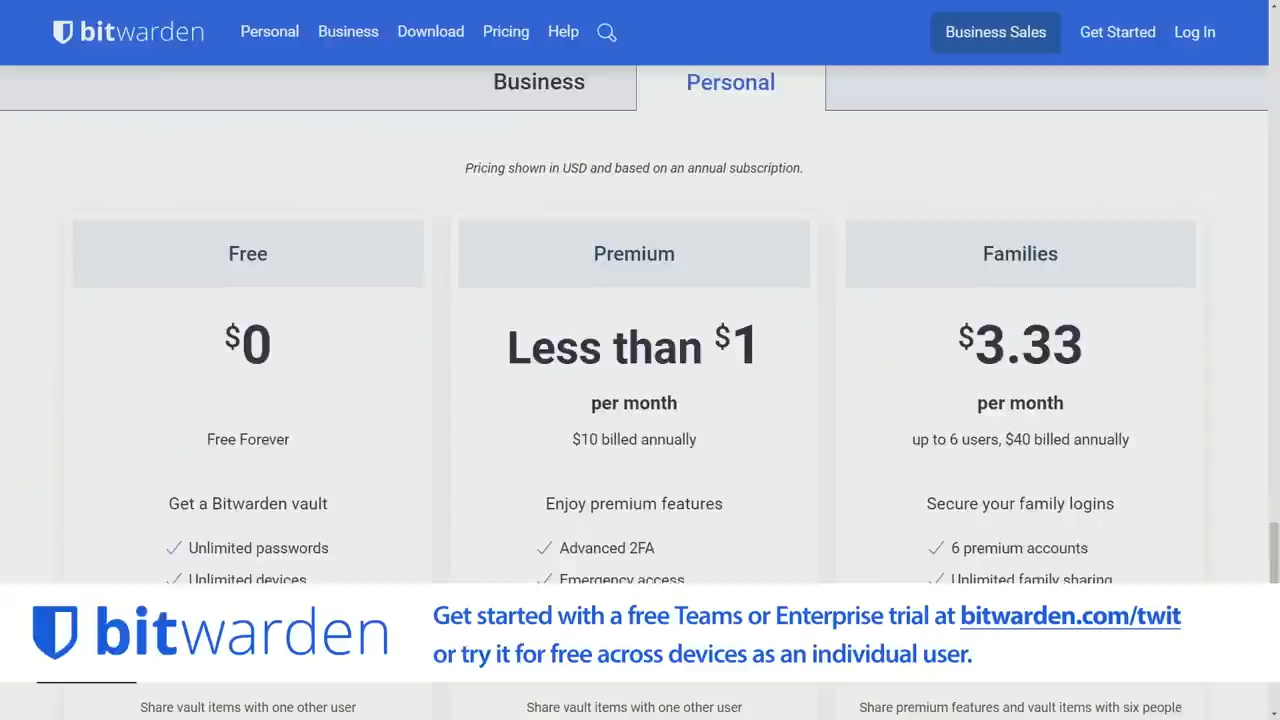 bitwarden Personal Business Download Pricing Help Business Sales Get Started Log In
Business Personal
Pricing shown in USD and based on an annual subscription.
Free Premium Families
$0 Less than $1 $3.33
per month per month
Free Forever $10 billed annually up to 6 users, $40 billed annually
Get a Bitwarden vault Enjoy premium features Secure your family logins
Unlimited passwords Advanced 2FA 6 premium accounts
Unlimited devices Emergency access Unlimited family sharing
bitwarden Get started with a free Teams or Enterprise trial at bitwarden.com/twit
or try it for free across devices as an individual user.
Share vault items with one other user Share vault items with one other user Share premium features and vault items with six people